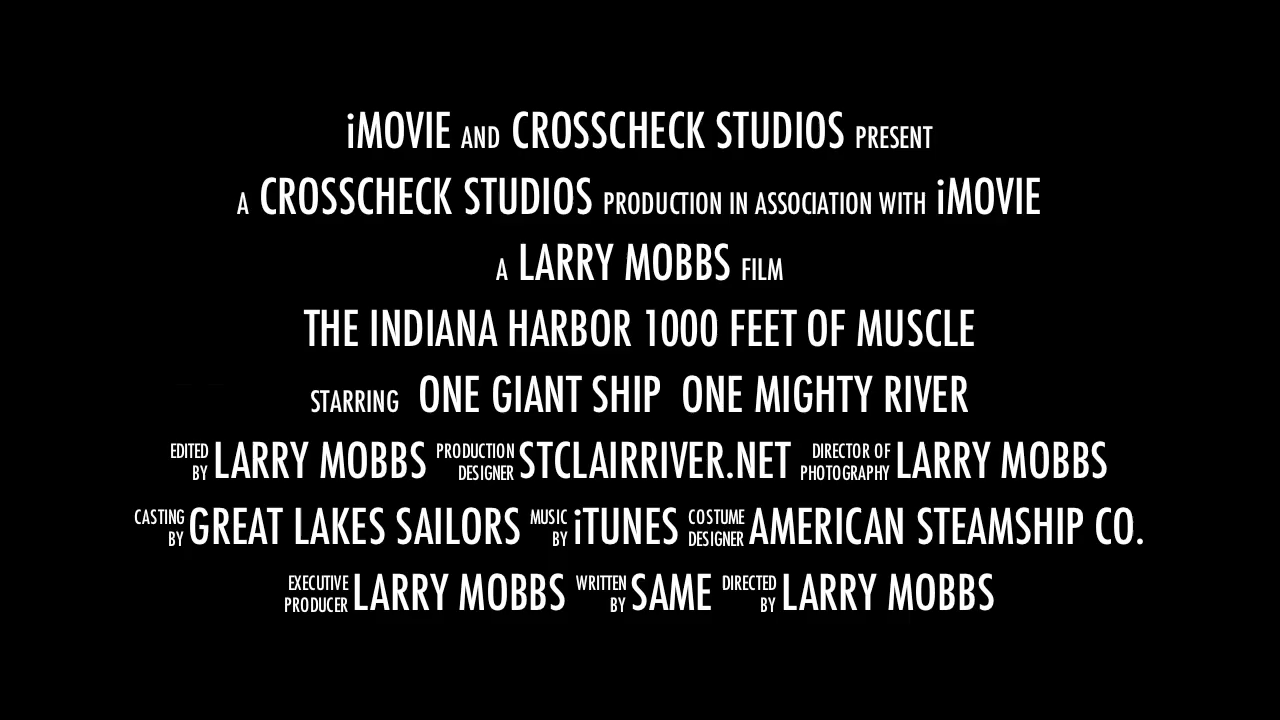 iMOVIE AND CROSSCHECK STUDIOS PRESENT
A CROSSCHECK STUDIOS PRODUCTION IN ASSOCIATION WITH iMOVIE
A LARRY MOBBS FILM
THE INDIANA HARBOR 1000 FEET OF MUSCLE
STARRING ONE GIANT SHIP ONE MIGHTY RIVER
EDITED BY LARRY MOBBS PRODUCTION DESIGNER STCLAIRRIVER.NET DIRECTOR OF PHOTOGRAPHY LARRY MOBBS
CASTING BY GREAT LAKES SAILORS MUSIC BY iTUNES COSTUME DESIGNER AMERICAN STEAMSHIP CO.
EXECUTIVE PRODUCER LARRY MOBBS WRITTEN BY SAME DIRECTED BY LARRY MOBBS